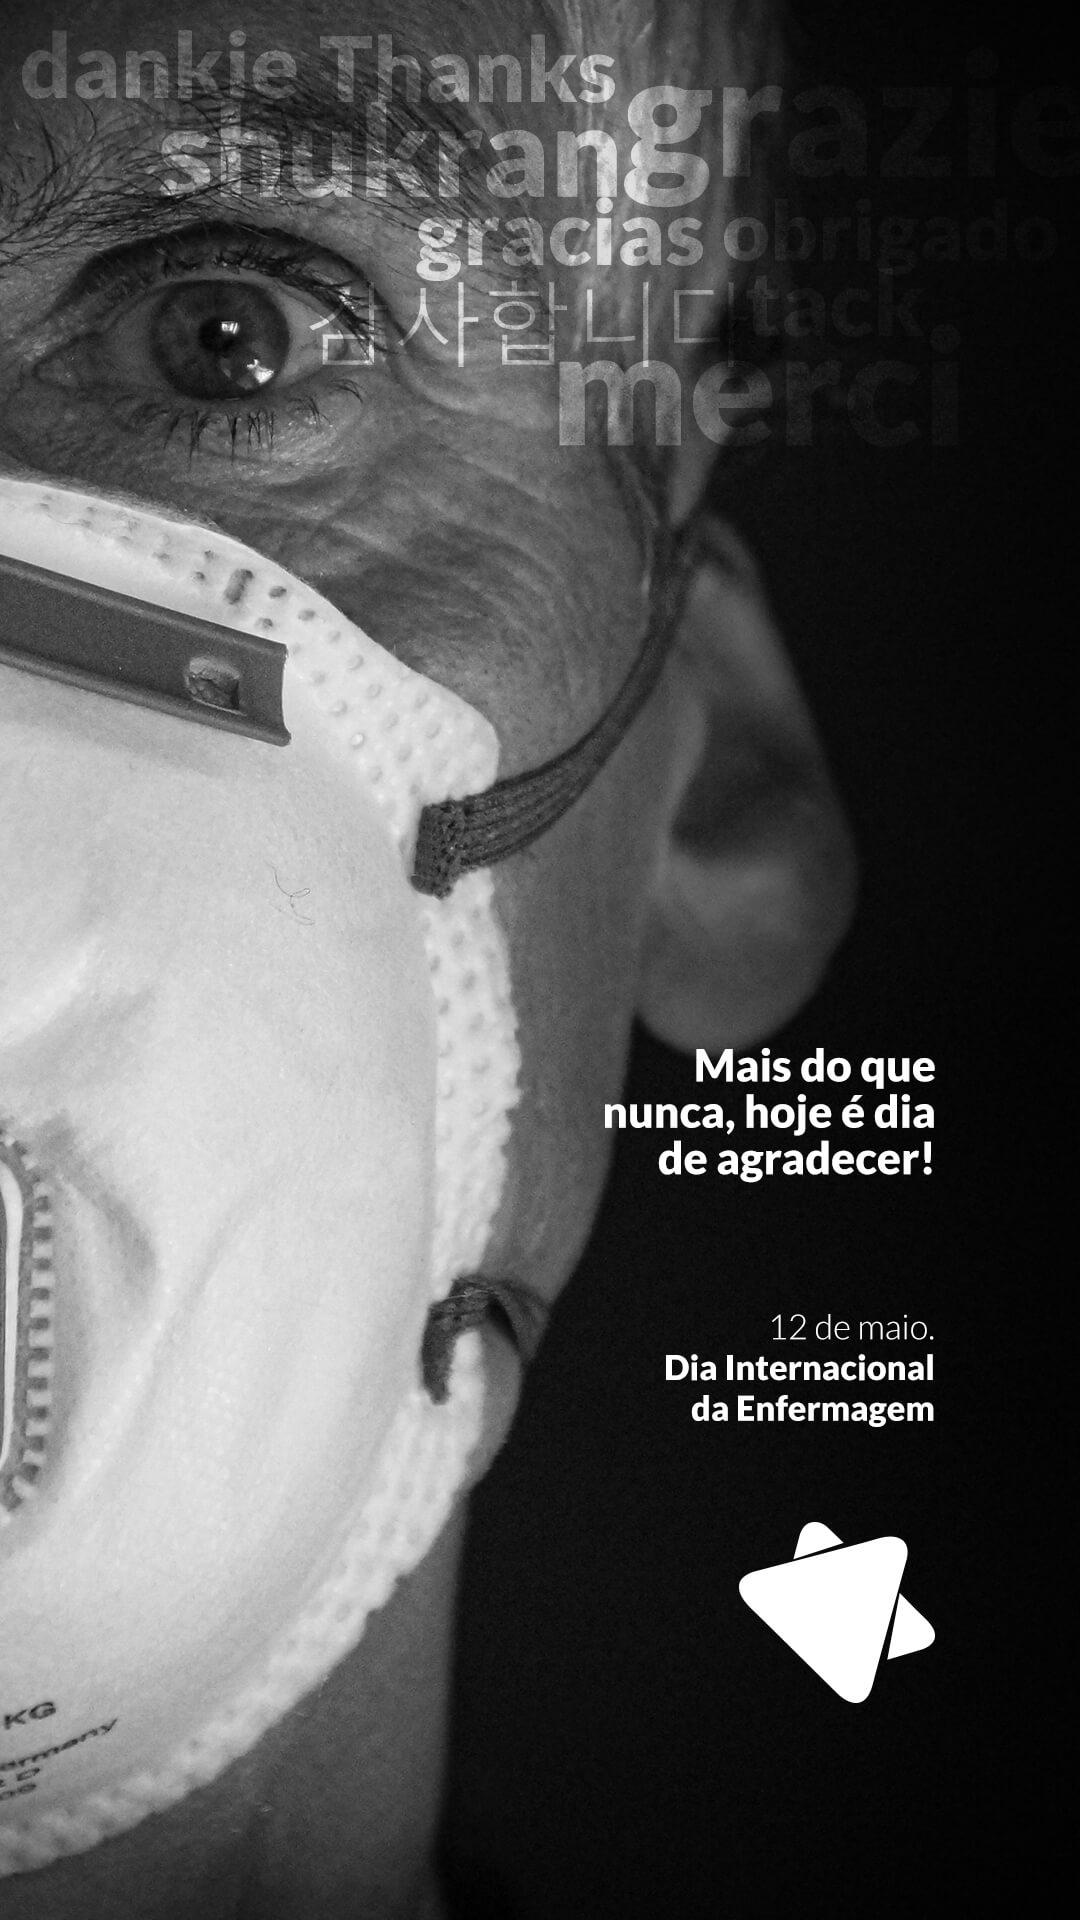 dankie Thanks
shukran grazie
gracias obrigado
감사합니다 tack
merci
Mais do que
nunca, hoje é dia
de agradecer!
12 de maio.
Dia Internacional
da Enfermagem
KG